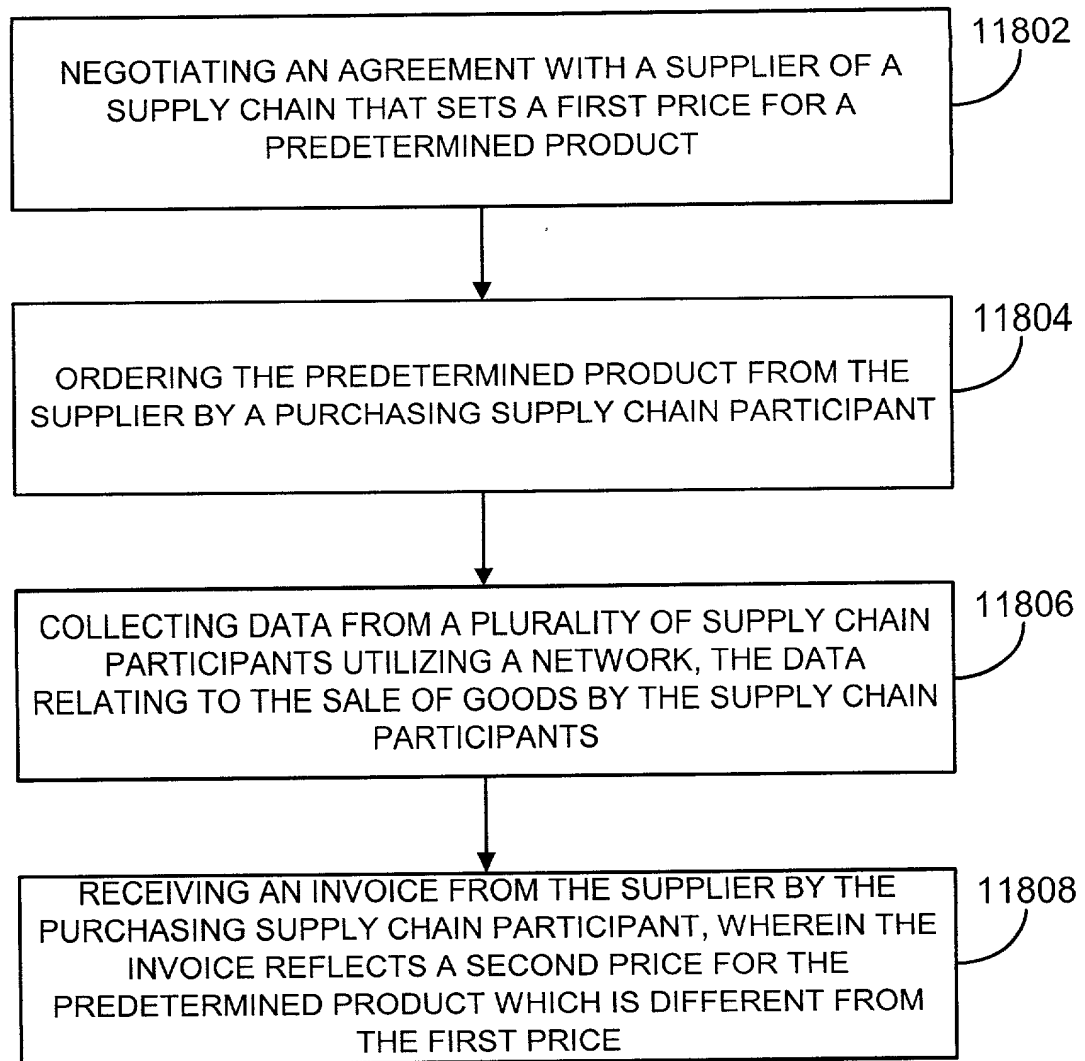 11802
NEGOTIATING AN AGREEMENT WITH A SUPPLIER OF A
SUPPLY CHAIN THAT SETS A FIRST PRICE FOR A
PREDETERMINED PRODUCT
11804
ORDERING THE PREDETERMINED PRODUCT FROM THE
SUPPLIER BY A PURCHASING SUPPLY CHAIN PARTICIPANT
11806
COLLECTING DATA FROM A PLURALITY OF SUPPLY CHAIN
PARTICIPANTS UTILIZING A NETWORK, THE DATA
RELATING TO THE SALE OF GOODS BY THE SUPPLY CHAIN
PARTICIPANTS
11808
RECEIVING AN INVOICE FROM THE SUPPLIER BY THE
PURCHASING SUPPLY CHAIN PARTICIPANT, WHEREIN THE
INVOICE REFLECTS A SECOND PRICE FOR THE
PREDETERMINED PRODUCT WHICH IS DIFFERENT FROM
THE FIRST PRICE